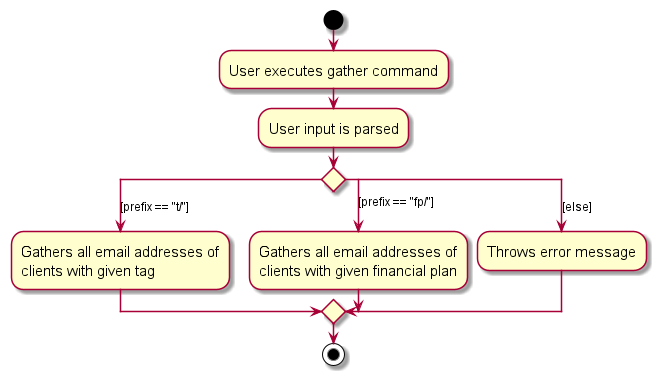 User executes gather command
User input is parsed
[prefix == "t/"]
[prefix == "fp/"]
[else]
Gathers all email addresses of
clients with given tag
Gathers all email addresses of
clients with given financial plan
Throws error message